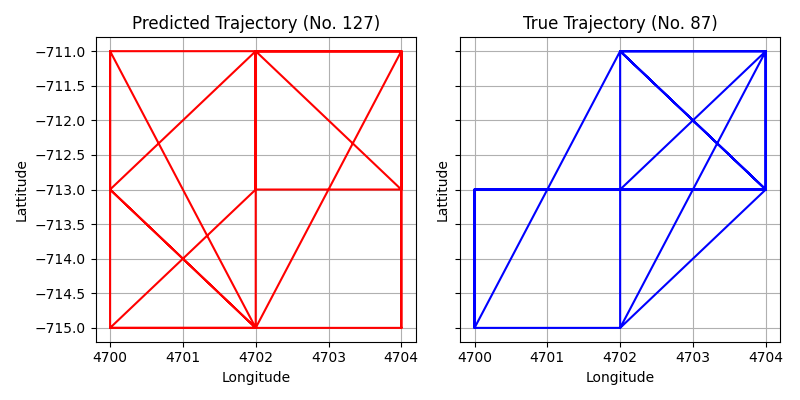 Predicted Trajectory (No. 127)
−711.0
−711.5
−712.0
−712.5
−713.0
−713.5
−714.0
−714.5
−715.0
Lattitude
4700 4701 4702 4703 4704
Longitude
True Trajectory (No. 87)
Lattitude
4700 4701 4702 4703 4704
Longitude